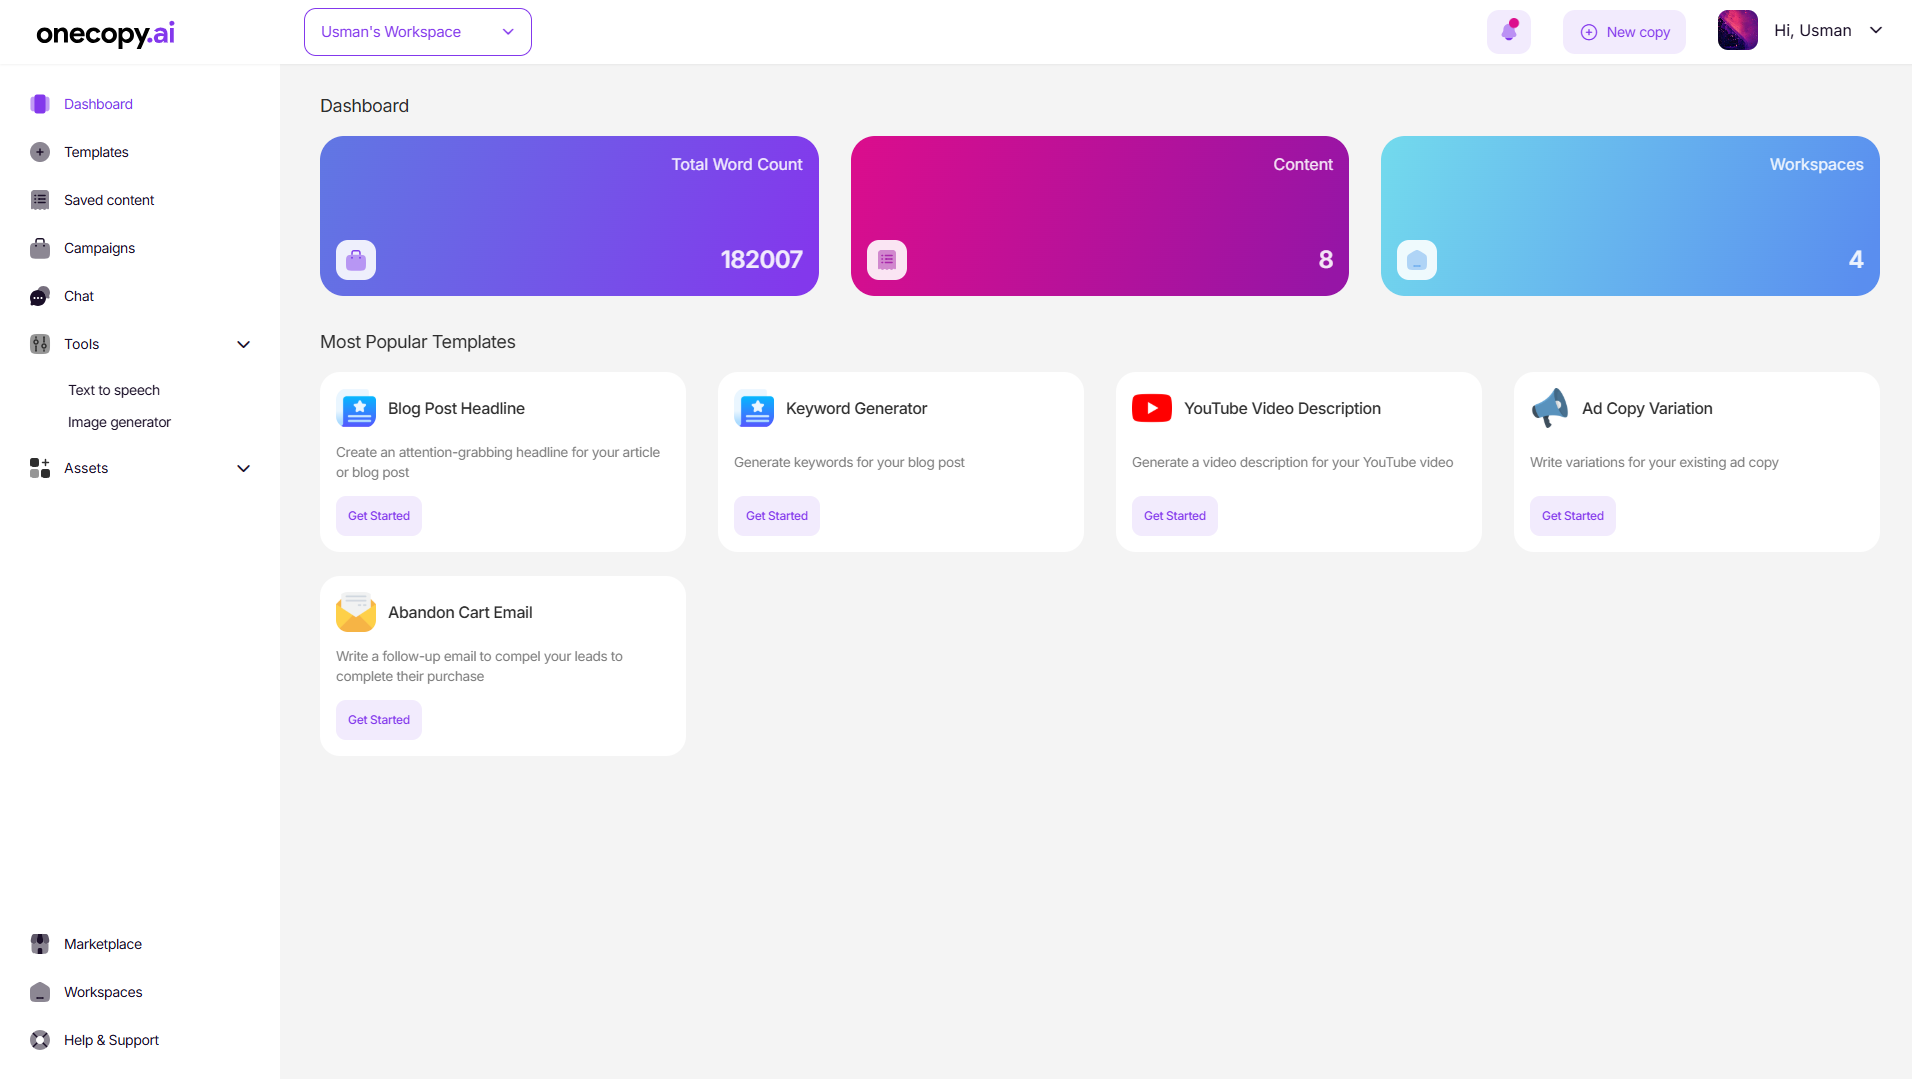 onecopy.ai
Usman's Workspace
New copy
Hi, Usman
Dashboard
Templates
Saved content
Campaigns
Chat
Tools
Text to speech
Image generator
Assets
Marketplace
Workspaces
Help & Support
Dashboard
Total Word Count
182007
Content
8
Workspaces
4
Most Popular Templates
Blog Post Headline
Create an attention-grabbing headline for your article
or blog post
Get Started
Keyword Generator
Generate keywords for your blog post
Get Started
YouTube Video Description
Generate a video description for your YouTube video
Get Started
Ad Copy Variation
Write variations for your existing ad copy
Get Started
Abandon Cart Email
Write a follow-up email to compel your leads to
complete their purchase
Get Started